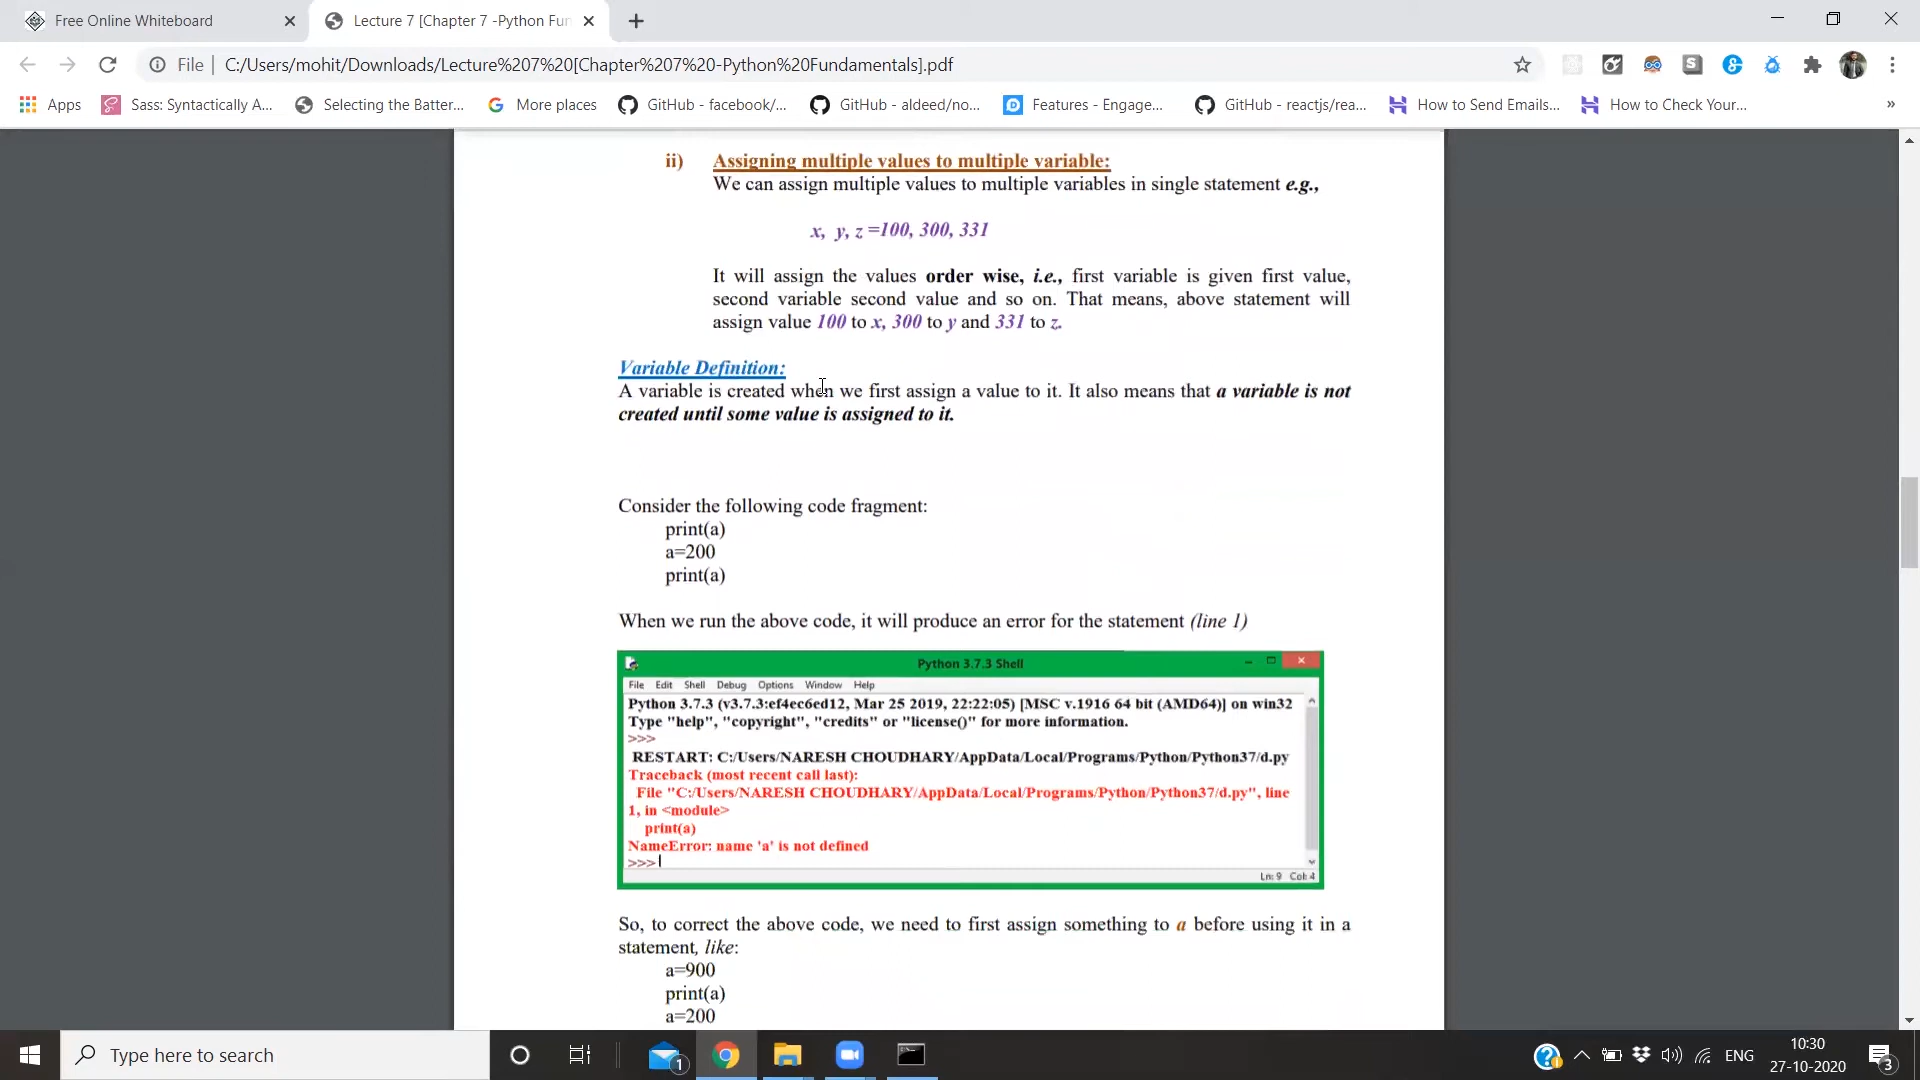 Free Online Whiteboard
Lecture 7 [Chapter 7 -Python Fun
File
C:/Users/mohit/Downloads/Lecture%207%20[Chapter%207%20-Python%20Fundamentals].pdf
Apps
Sass: Syntactically A...
Selecting the Batter...
More places
GitHub - facebook/...
GitHub - aldeed/no...
Features - Engage...
GitHub - reactjs/rea...
How to Send Emails...
How to Check Your...
»
ii) Assigning multiple values to multiple variable:
We can assign multiple values to multiple variables in single statement e.g.,
x, y, z =100, 300, 331
It will assign the values order wise, i.e., first variable is given first value,
second variable second value and so on. That means, above statement will
assign value 100 to x, 300 to y and 331 to z.
Variable Definition:
A variable is created when we first assign a value to it. It also means that a variable is not
created until some value is assigned to it.
Consider the following code fragment:
print(a)
a=200
print(a)
When we run the above code, it will produce an error for the statement (line 1)
Python 3.7.3 Shell
File Edit Shell Debug Options Window Help
Python 3.7.3 (v3.7.3:ef4ec6ed12, Mar 25 2019, 22:22:05) [MSC v.1916 64 bit (AMD64)] on win32
Type "help", "copyright", "credits" or "license()" for more information.
>>>
RESTART: C:/Users/NARESH CHOUDHARY/AppData/Local/Programs/Python/Python37/d.py
Traceback (most recent call last):
File "C:/Users/NARESH CHOUDHARY/AppData/Local/Programs/Python/Python37/d.py", line
1, in <module>
print(a)
NameError: name 'a' is not defined
>>>
Ln: 9 Col: 4
So, to correct the above code, we need to first assign something to a before using it in a
statement, like:
a=900
print(a)
a=200
Type here to search
1
ENG
10:30
27-10-2020
3